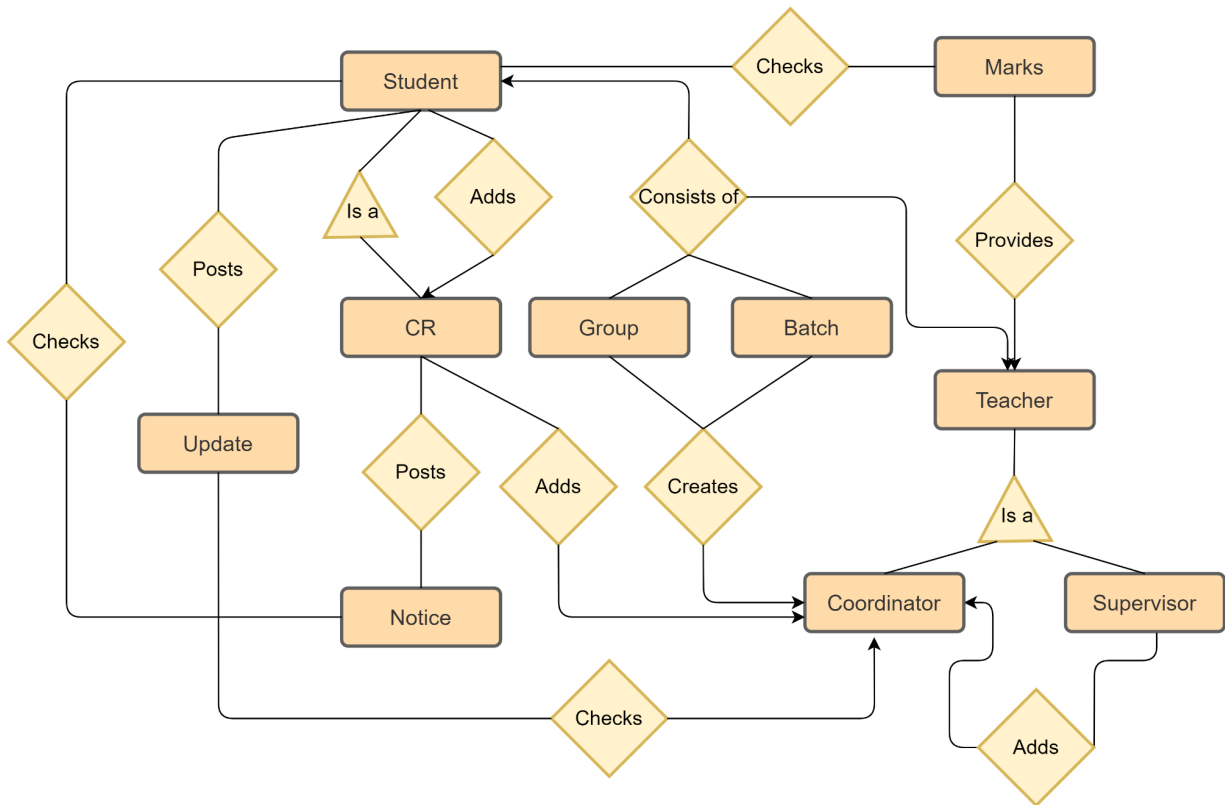 Student
Checks
Marks
Is a
Adds
Consists of
Posts
Provides
Checks
CR
Group
Batch
Teacher
Update
Posts
Adds
Creates
Is a
Notice
Coordinator
Supervisor
Checks
Adds